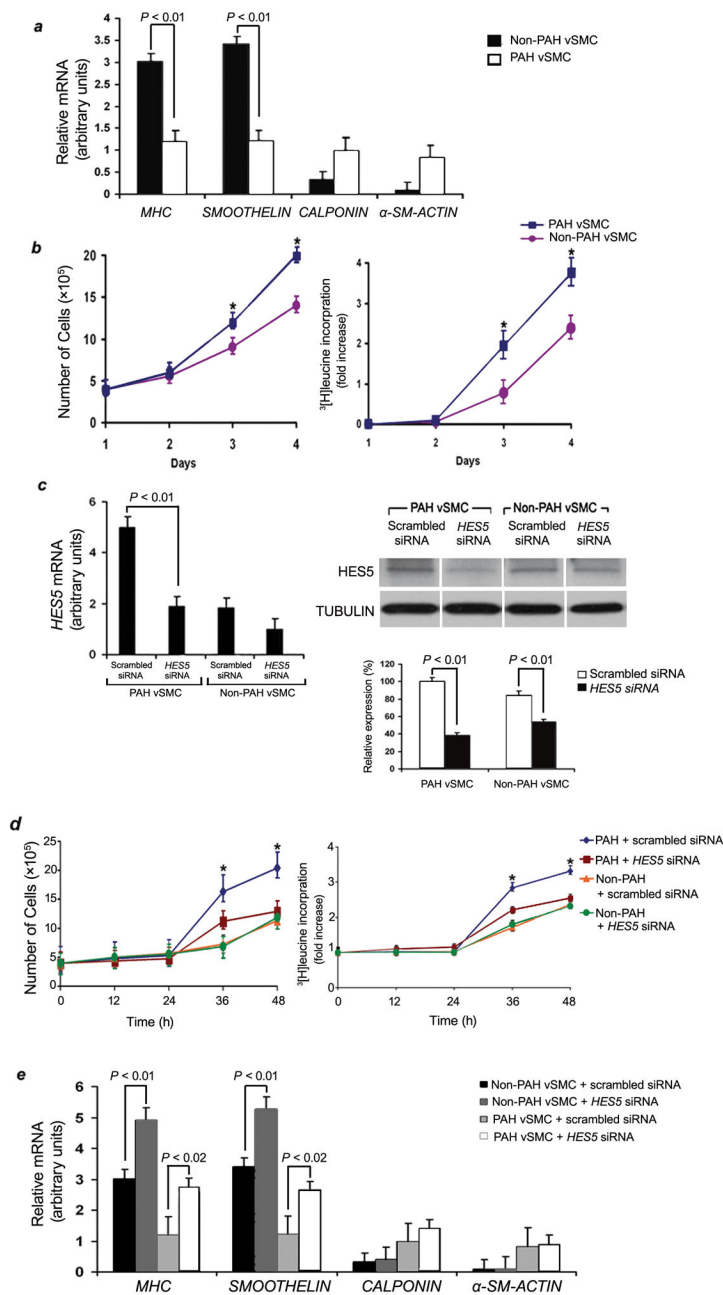 a
P < 0.01 P < 0.01
Non-PAH vSMC
PAH vSMC
Relative mRNA
(arbitrary units)
4
3.5
3
2.5
2
1.5
1
0.5
0
MHC SMOOTHELIN CALPONIN α-SM-ACTIN
b
PAH vSMC
Non-PAH vSMC
Number of Cells (×10⁵)
20
15
10
5
0
1 2 3 4
Days
* *
³[H]leucine incorpration
(fold increase)
4
3
2
1
0
1 2 3 4
Days
* *
c
HES5 mRNA
(arbitrary units)
6
4
2
0
P < 0.01
Scrambled siRNA HES5 siRNA Scrambled siRNA HES5 siRNA
PAH vSMC Non-PAH vSMC
PAH vSMC Non-PAH vSMC
Scrambled siRNA HES5 siRNA Scrambled siRNA HES5 siRNA
HES5
TUBULIN
Relative expression (%)
120
100
80
60
40
20
0
P < 0.01 P < 0.01
Scrambled siRNA
HES5 siRNA
PAH vSMC Non-PAH vSMC
d
Number of Cells (×10⁵)
25
20
15
10
5
0
0 12 24 36 48
Time (h)
* *
³[H]leucine incorpration
(fold increase)
4
3
2
1
0
0 12 24 36 48
Time (h)
* *
PAH + scrambled siRNA
PAH + HES5 siRNA
Non-PAH
+ scrambled siRNA
Non-PAH
+ HES5 siRNA
e
Relative mRNA
(arbitrary units)
6
5
4
3
2
1
0
P < 0.01 P < 0.01
P < 0.02 P < 0.02
Non-PAH vSMC + scrambled siRNA
Non-PAH vSMC + HES5 siRNA
PAH vSMC + scrambled siRNA
PAH vSMC + HES5 siRNA
MHC SMOOTHELIN CALPONIN α-SM-ACTIN